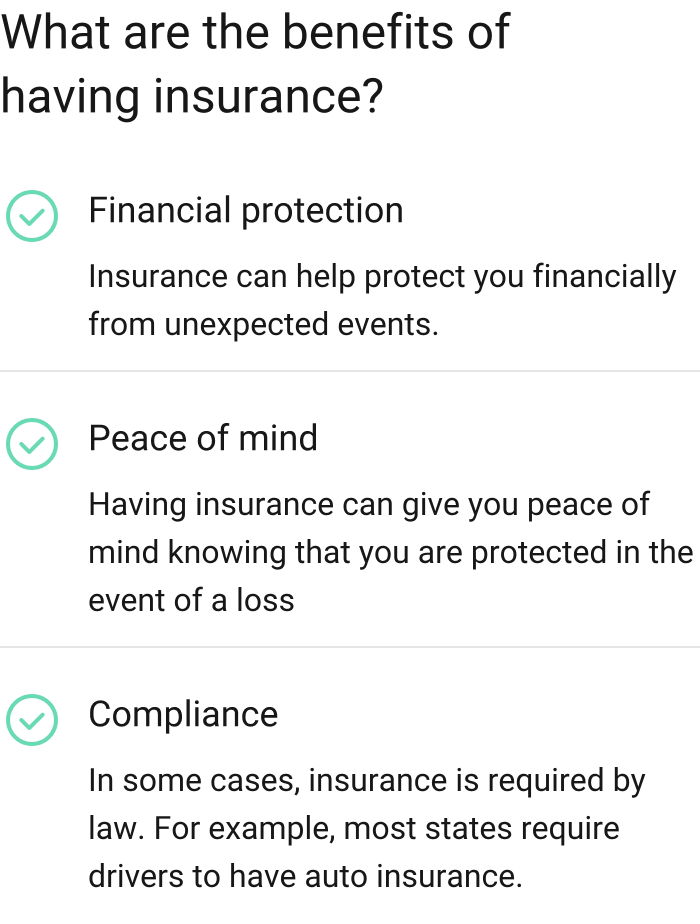 What are the benefits of
having insurance?
Financial protection
Insurance can help protect you financially
from unexpected events.
Peace of mind
Having insurance can give you peace of
mind knowing that you are protected in the
event of a loss
Compliance
In some cases, insurance is required by
law. For example, most states require
drivers to have auto insurance.